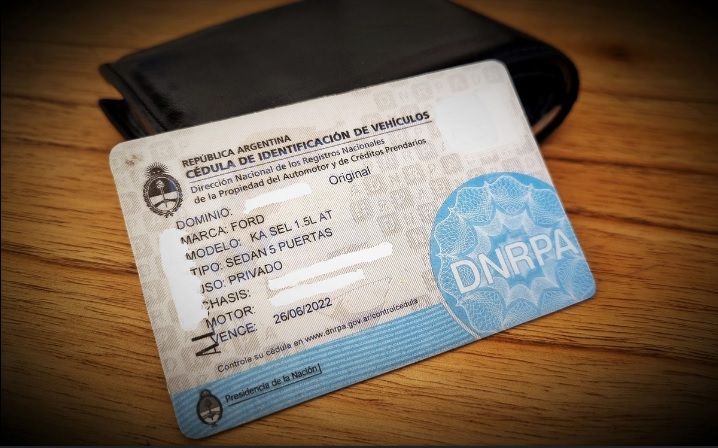 REPÚBLICA ARGENTINA
CÉDULA DE IDENTIFICACIÓN DE VEHÍCULOS
Dirección Nacional de los Registros Nacionales
de la Propiedad del Automotor y de Créditos Prendarios
Original
DOMINIO:
MARCA: FORD
MODELO: KA SEL 1.5L AT
TIPO: SEDAN 5 PUERTAS
USO: PRIVADO
CHASIS:
MOTOR:
VENCE: 26/06/2022
Controle su cédula en www.dnrpa.gov.ar/controlcedula
Presidencia de la Nación
DNRPA